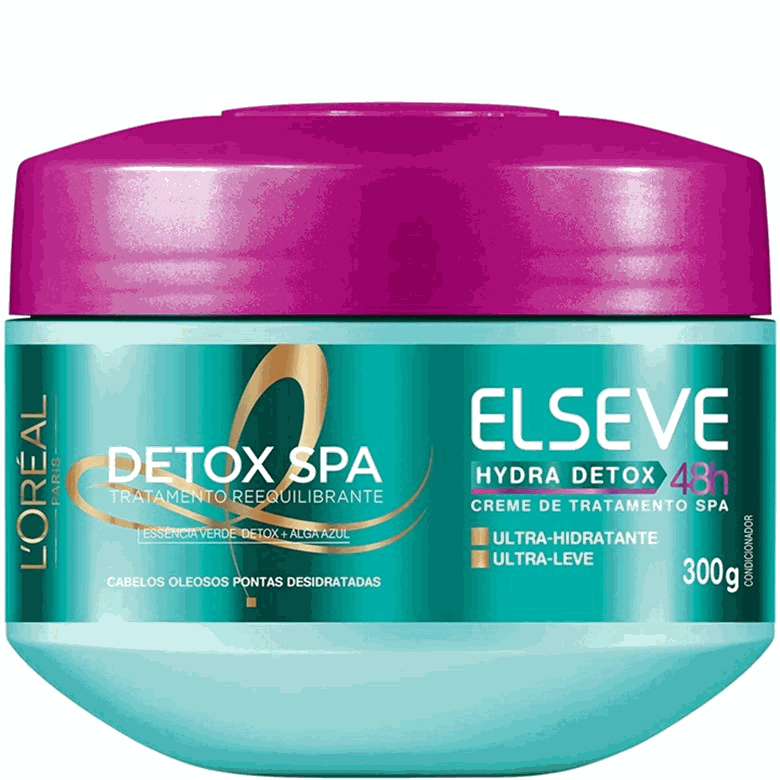 L'ORÉAL
PARIS
DETOX SPA
TRATAMENTO REEQUILIBRANTE
ESSÊNCIA VERDE DETOX + ALGA AZUL
CABELOS OLEOSOS PONTAS DESIDRATADAS
ELSEVE
HYDRA DETOX 48h
CREME DE TRATAMENTO SPA
ULTRA-HIDRATANTE
ULTRA-LEVE
300g
CONDICIONADOR